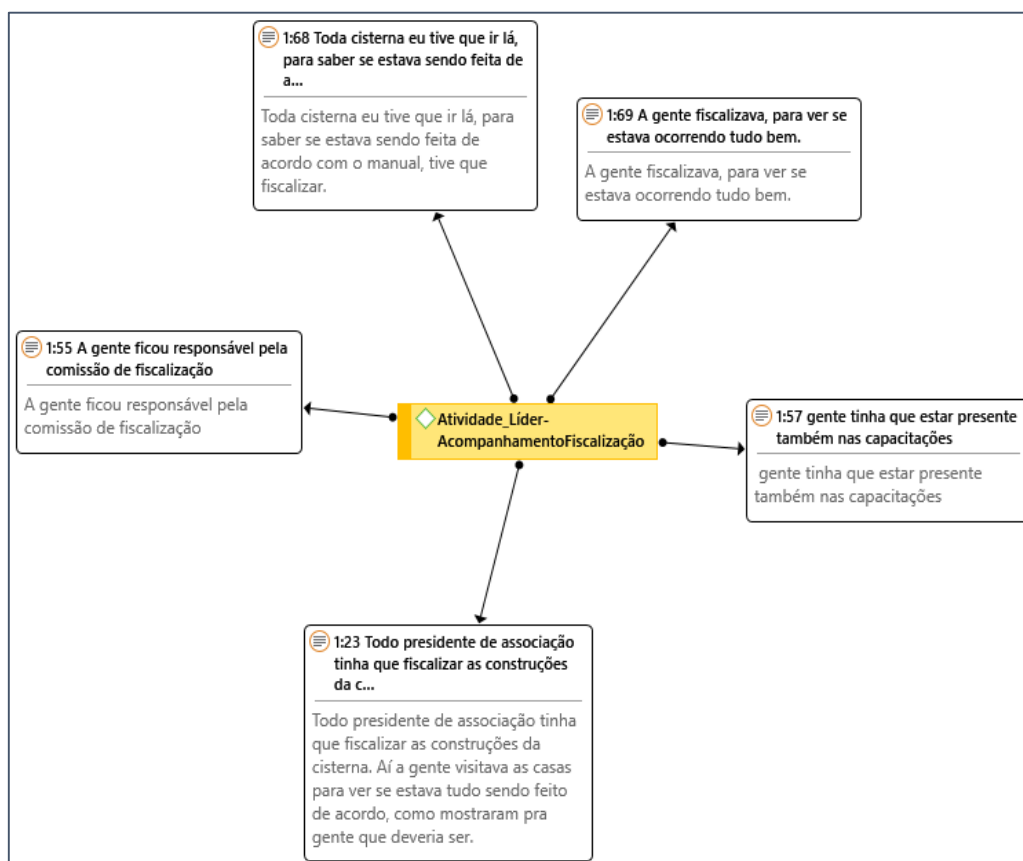 1:68 Toda cisterna eu tive que ir lá,
para saber se estava sendo feita de
a...
Toda cisterna eu tive que ir lá, para
saber se estava sendo feita de
acordo com o manual, tive que
fiscalizar.
1:69 A gente fiscalizava, para ver se
estava ocorrendo tudo bem.
A gente fiscalizava, para ver se
estava ocorrendo tudo bem.
1:55 A gente ficou responsável pela
comissão de fiscalização
A gente ficou responsável pela
comissão de fiscalização
Atividade_Líder-
AcompanhamentoFiscalização
1:57 gente tinha que estar presente
também nas capacitações
gente tinha que estar presente
também nas capacitações
1:23 Todo presidente de associação
tinha que fiscalizar as construções
da c...
Todo presidente de associação tinha
que fiscalizar as construções da
cisterna. Aí a gente visitava as casas
para ver se estava tudo sendo feito
de acordo, como mostraram pra
gente que deveria ser.